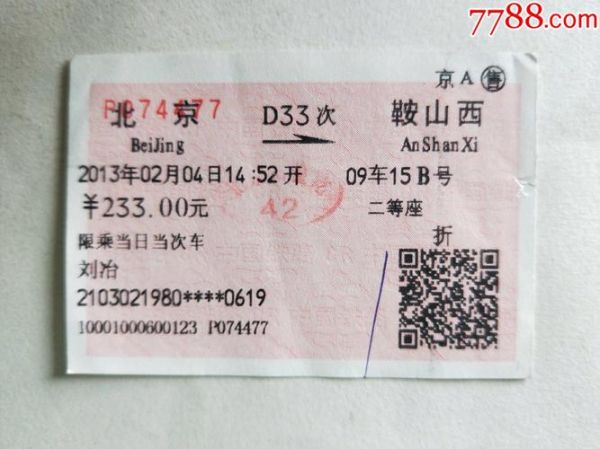 7788.com
京A 售
P074477
北京 D33次 鞍山西
BeiJing AnShanXi
2013年02月04日14:52开 09车15B号
¥233.00元 二等座
42
限乘当日当次车 折
刘冶
2103021980****0619
10001000600123 P074477